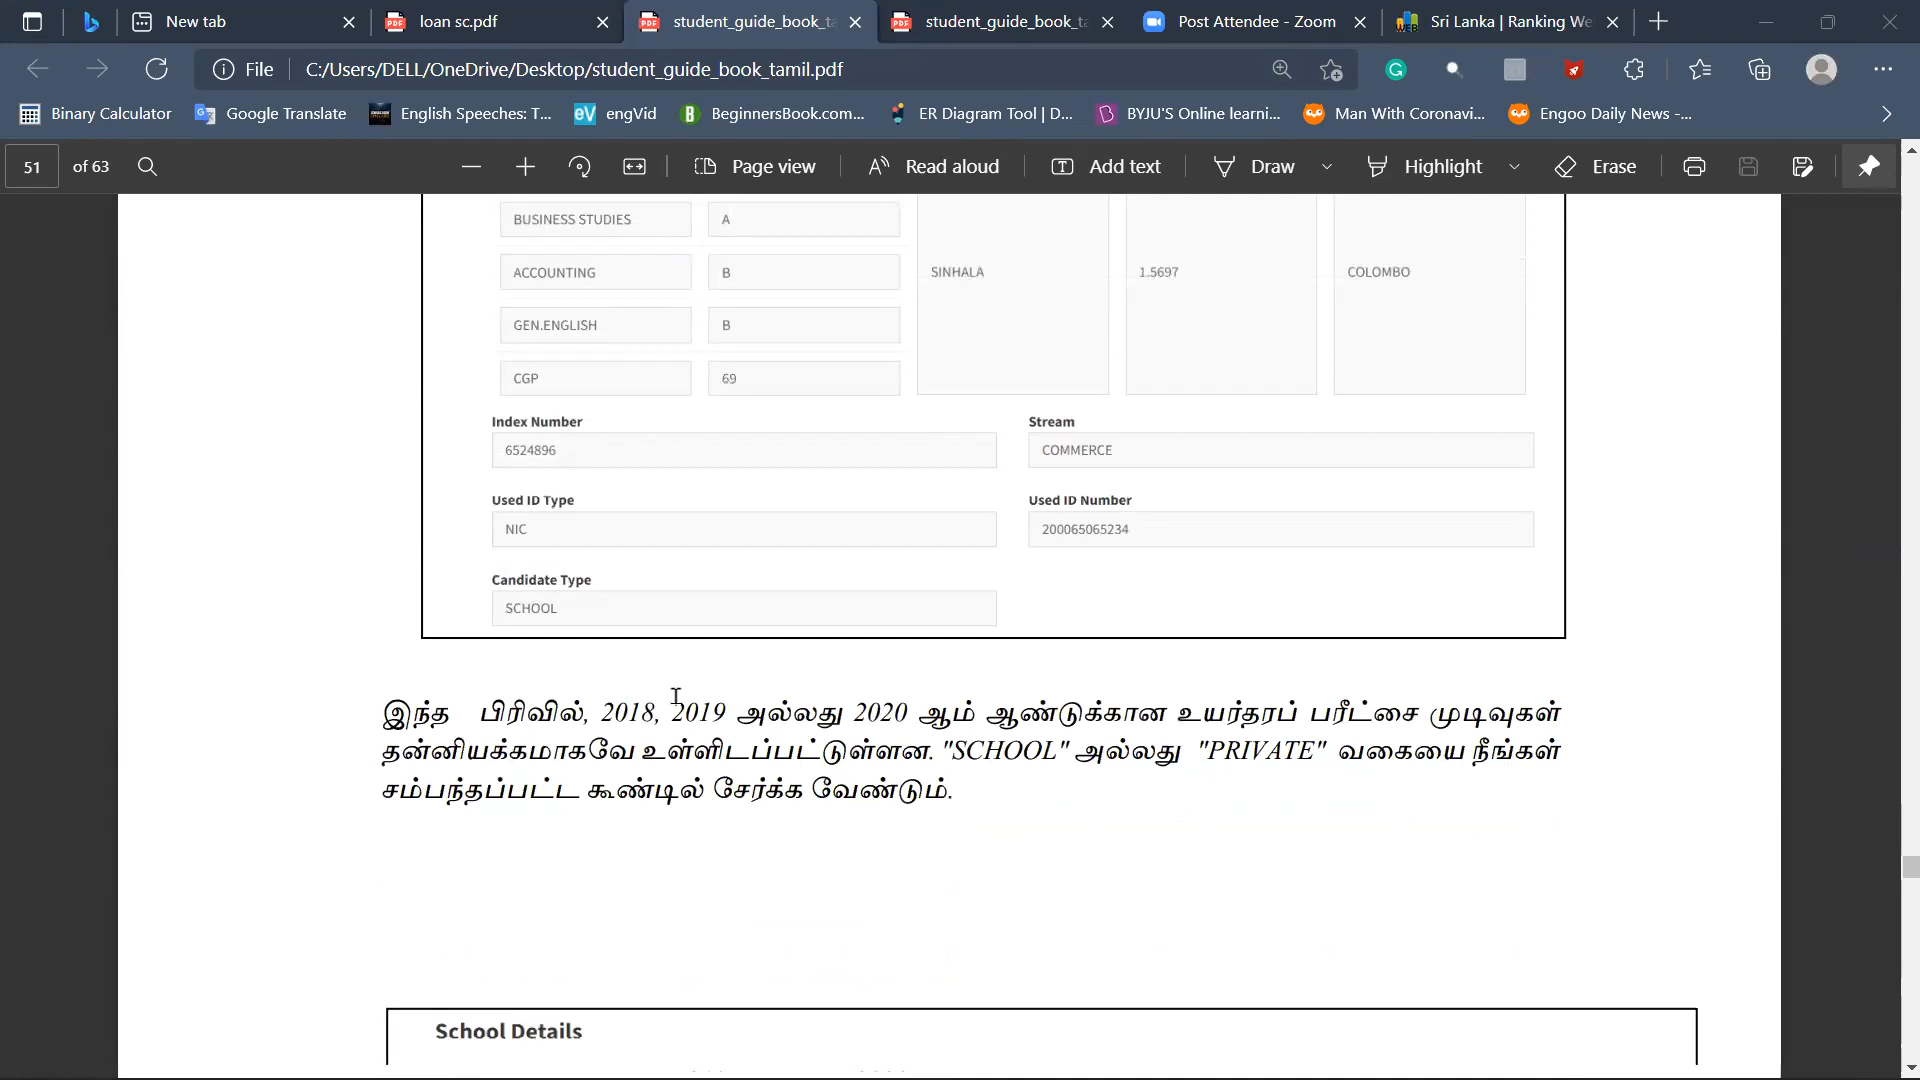 New tab
loan sc.pdf
student_guide_book_ta
student_guide_book_ta
Post Attendee - Zoom
Sri Lanka | Ranking We
File
C:/Users/DELL/OneDrive/Desktop/student_guide_book_tamil.pdf
Binary Calculator
Google Translate
English Speeches: T...
engVid
BeginnersBook.com...
ER Diagram Tool | D...
BYJU'S Online learni...
Man With Coronavi...
Engoo Daily News -...
51 of 63
Page view
Read aloud
Add text
Draw
Highlight
Erase
BUSINESS STUDIES A
ACCOUNTING B SINHALA 1.5697 COLOMBO
GEN.ENGLISH B
CGP 69
Index Number Stream
6524896 COMMERCE
Used ID Type Used ID Number
NIC 200065065234
Candidate Type
SCHOOL
இந்த பிரிவில், 2018, 2019 அல்லது 2020 ஆம் ஆண்டுக்கான உயர்தரப் பரீட்சை முடிவுகள்
தன்னியக்கமாகவே உள்ளிடப்பட்டுள்ளன. "SCHOOL" அல்லது "PRIVATE" வகையை நீங்கள்
சம்பந்தப்பட்ட கூண்டில் சேர்க்க வேண்டும்.
School Details